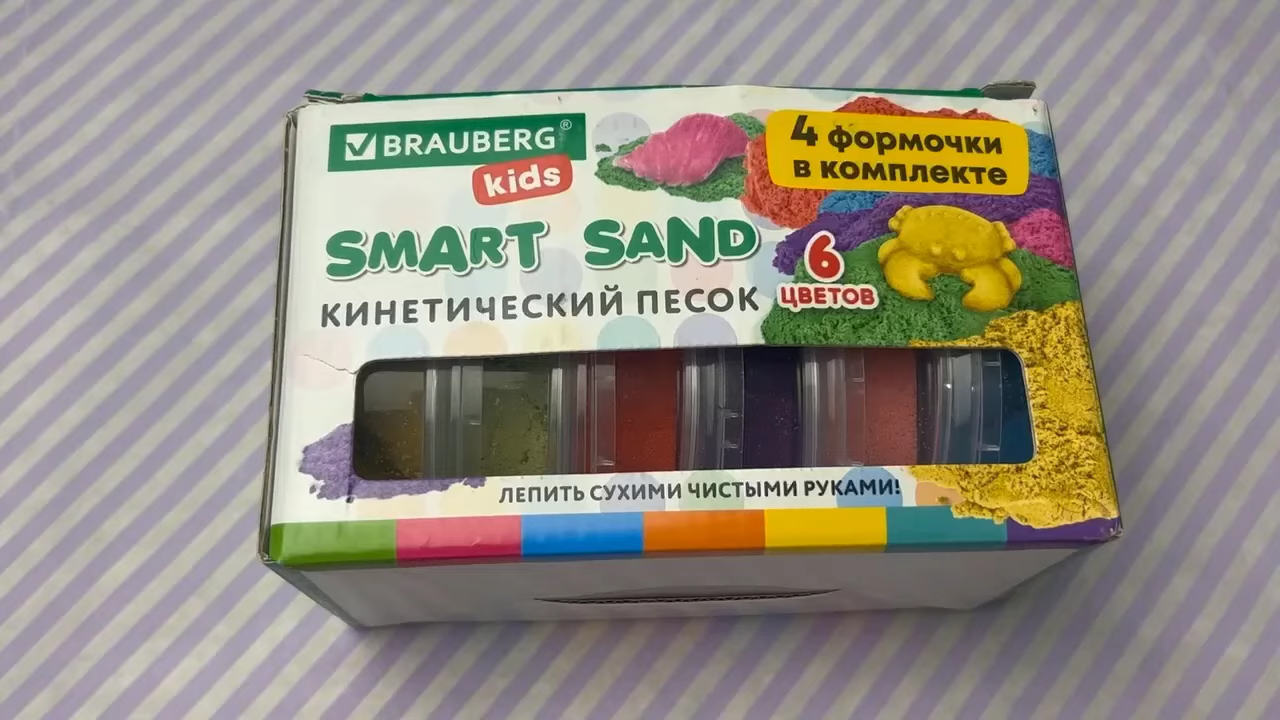 BRAUBERG®
kids
4 формочки
в комплекте
SMART SAND
6
ЦВЕТОВ
КИНЕТИЧЕСКИЙ ПЕСОК
ЛЕПИТЬ СУХИМИ ЧИСТЫМИ РУКАМИ!